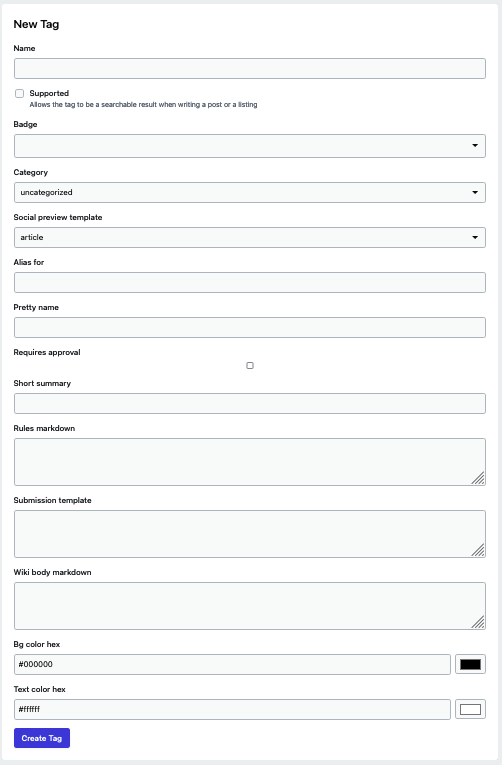 New Tag
Name
Supported
Allows the tag to be a searchable result when writing a post or a listing
Badge
Category
uncategorized
Social preview template
article
Alias for
Pretty name
Requires approval
Short summary
Rules markdown
Submission template
Wiki body markdown
Bg color hex
#000000
Text color hex
#ffffff
Create Tag